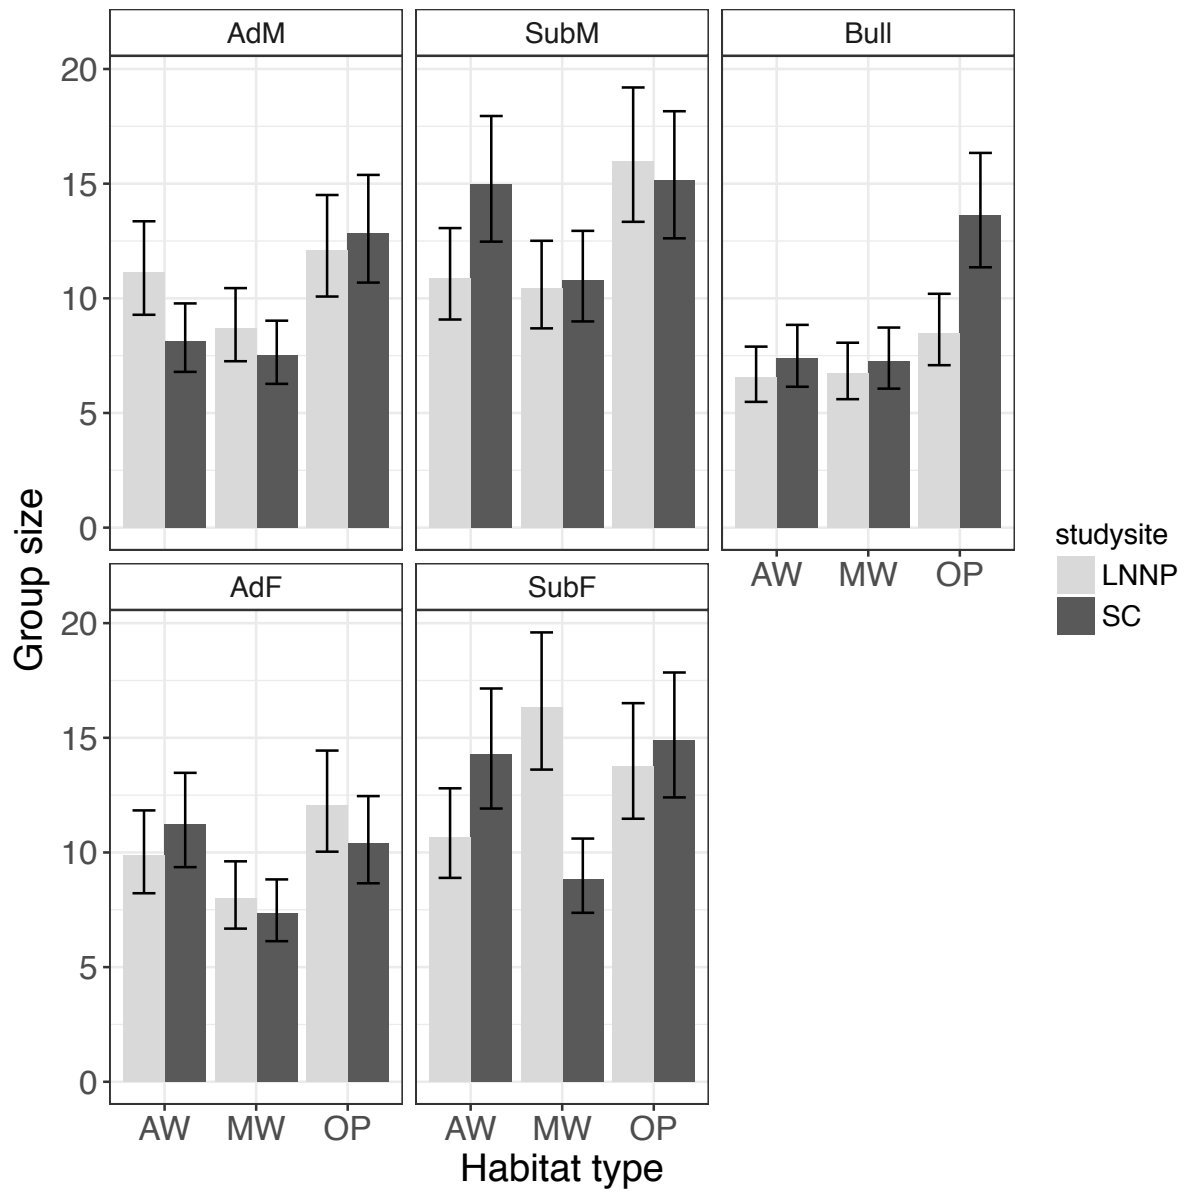 AdM SubM Bull
20
15
10
5
0
AW MW OP
AdF SubF
20
15
10
5
0
AW MW OP AW MW OP
Habitat type
Group size
studysite
LNNP
SC